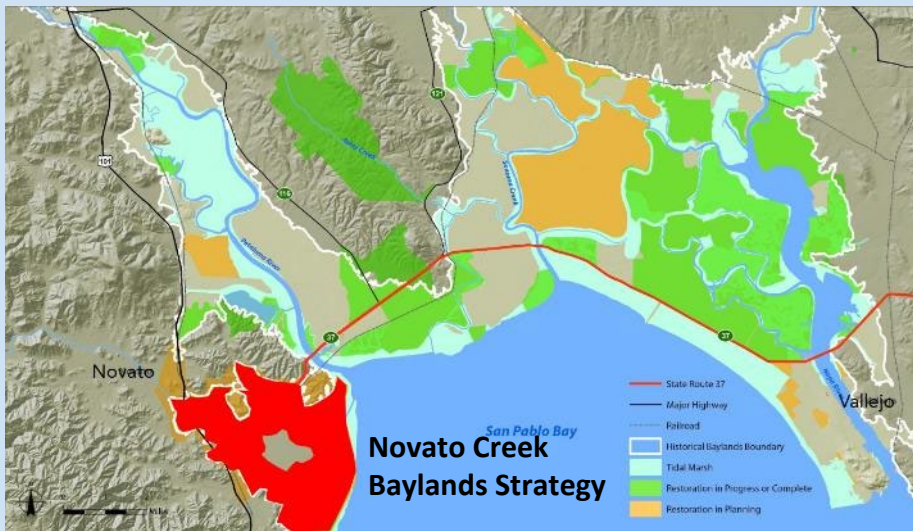 121
101
116
Sonoma Creek
Petaluma River
37
37
Novato
Vallejo
San Pablo Bay
Novato Creek
Baylands Strategy
State Route 37
Major Highway
Railroad
Historical Baylands Boundary
Tidal Marsh
Restoration in Progress or Complete
Restoration in Planning